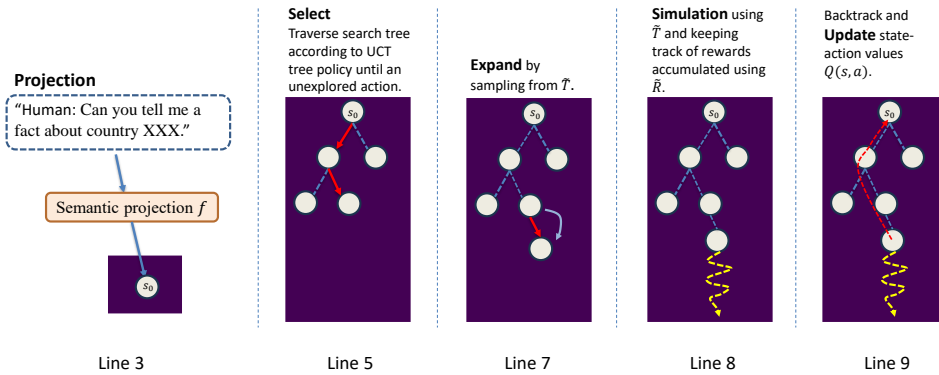 Projection
"Human: Can you tell me a
fact about country XXX."
Semantic projection f
s₀
Line 3
Select
Traverse search tree
according to UCT
tree policy until an
unexplored action.
s₀
Line 5
Expand by
sampling from T̃.
s₀
Line 7
Simulation using
T̃ and keeping
track of rewards
accumulated using
R̃.
s₀
Line 8
Backtrack and
Update state-
action values
Q(s, a).
s₀
Line 9